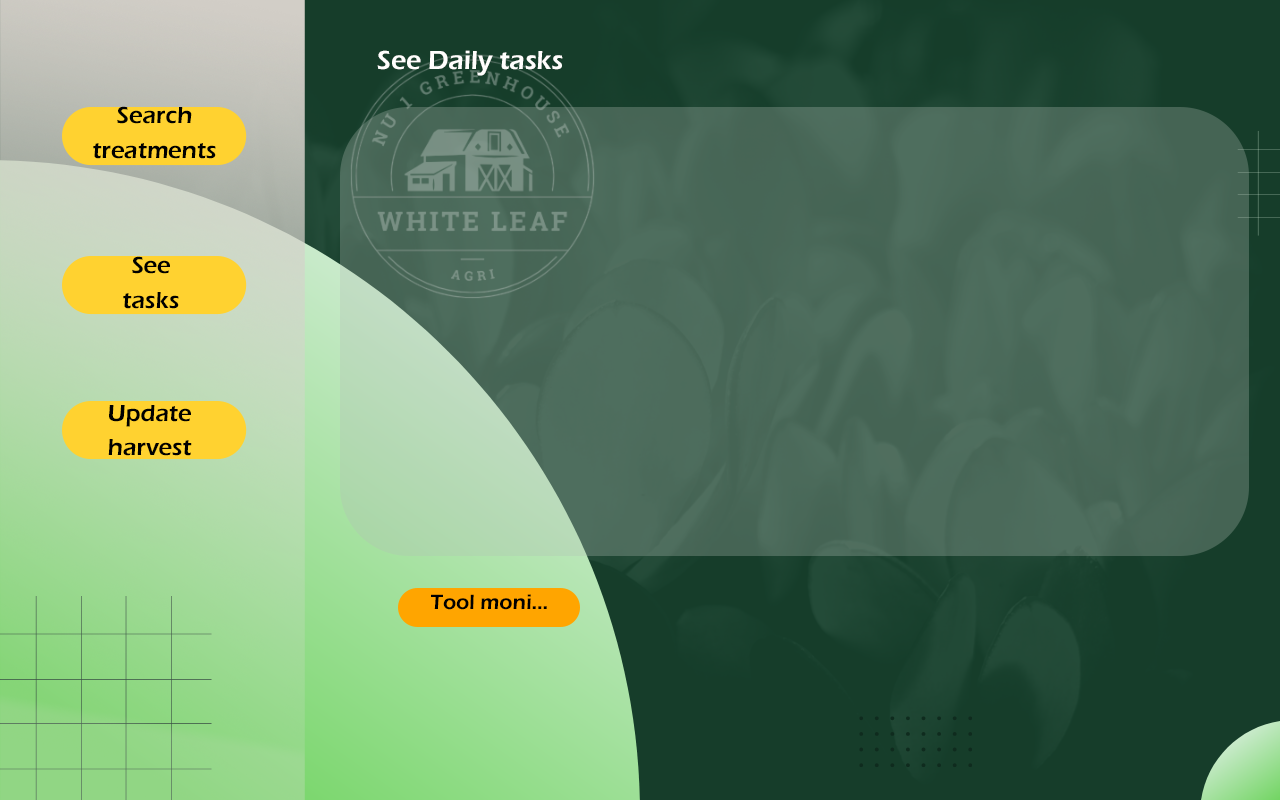 See Daily tasks
NU 1 GREENHOUSE
WHITE LEAF
AGRI
Search
treatments
See
tasks
Update
harvest
Tool moni...